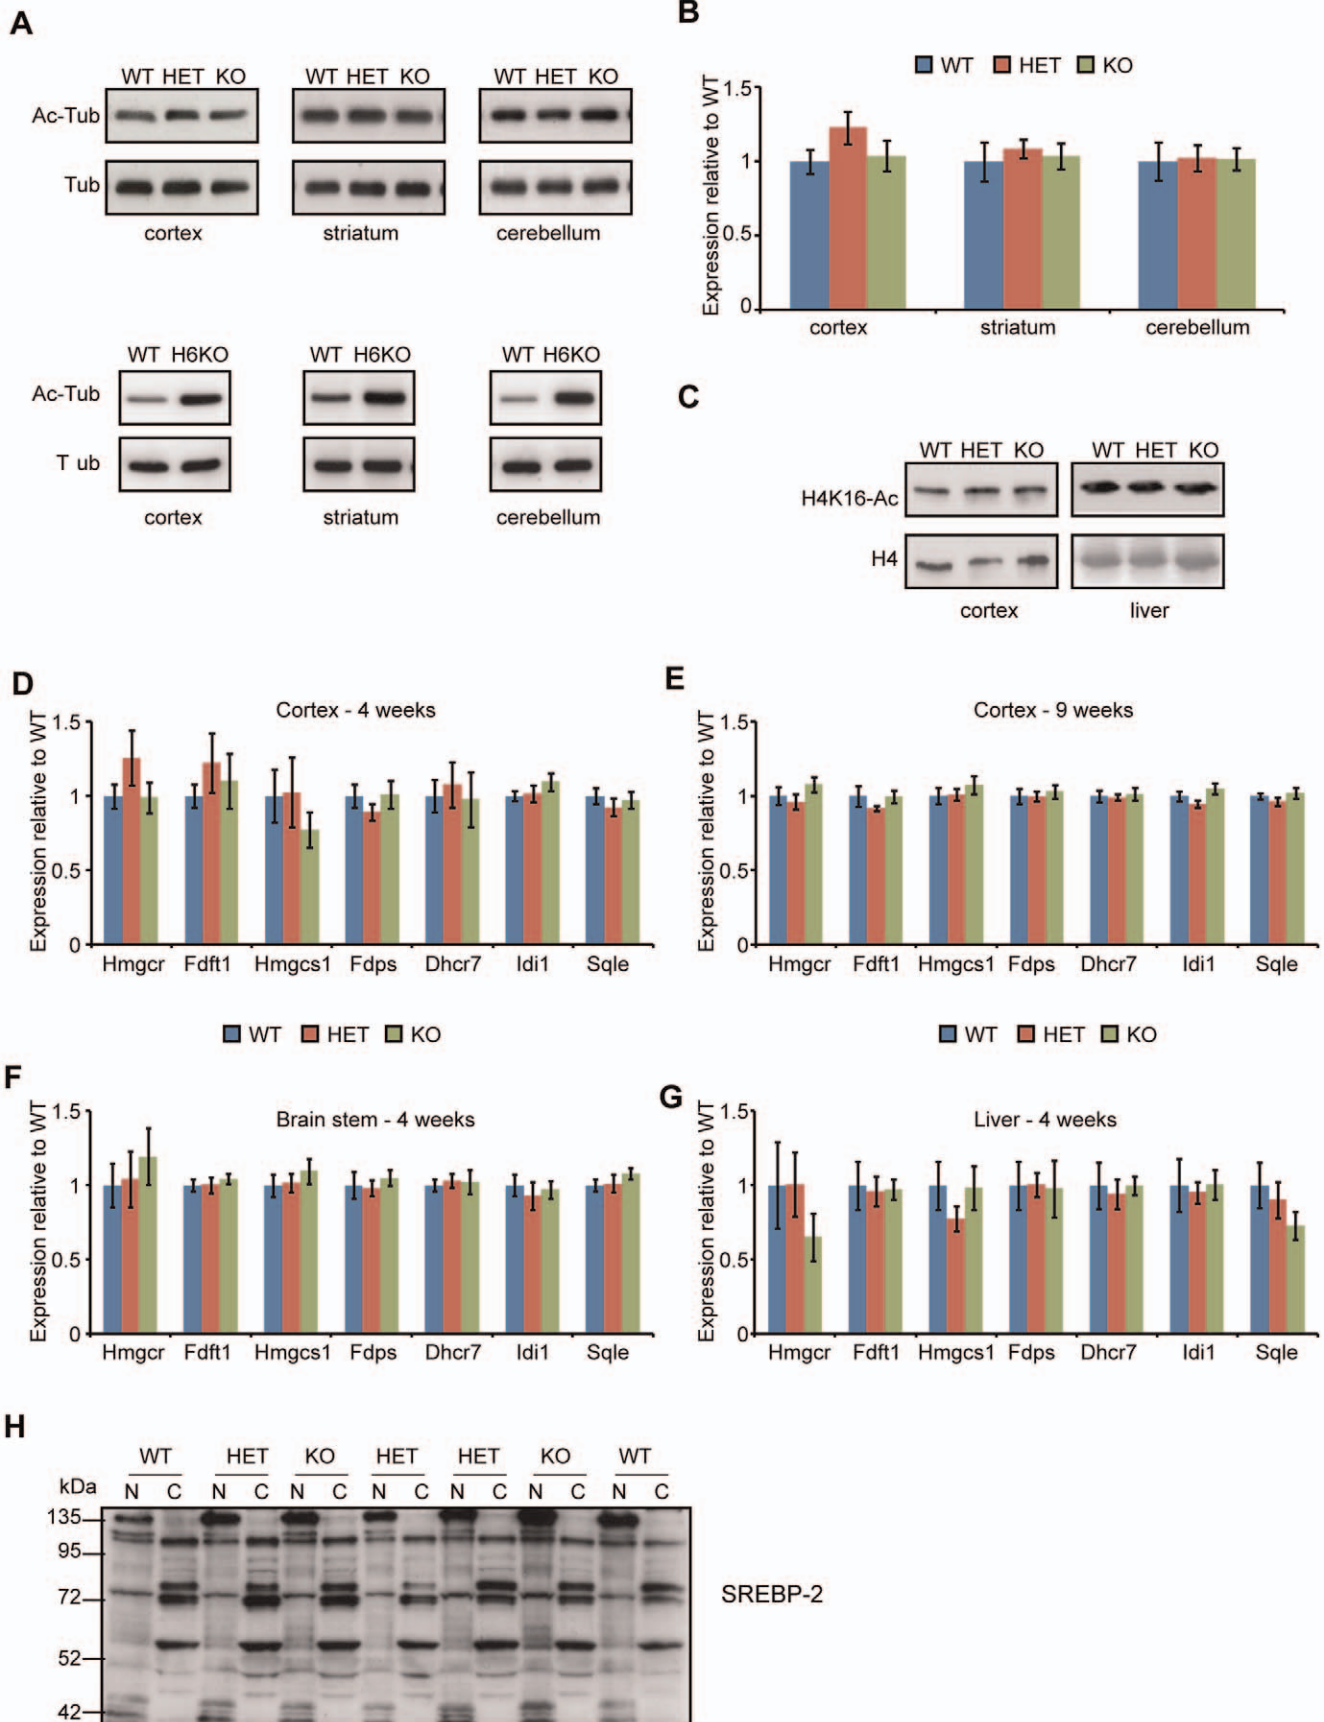 A
WT HET KO
WT HET KO
WT HET KO
Ac-Tub
Tub
cortex
striatum
cerebellum
WT H6KO
WT H6KO
WT H6KO
Ac-Tub
T ub
cortex
striatum
cerebellum
B
WT HET KO
Expression relative to WT
1.5
1
0.5
0
cortex
striatum
cerebellum
C
WT HET KO
WT HET KO
H4K16-Ac
H4
cortex
liver
D
Cortex - 4 weeks
Expression relative to WT
1.5
1
0.5
0
Hmgcr Fdft1 Hmgcs1 Fdps Dhcr7 Idi1 Sqle
WT HET KO
E
Cortex - 9 weeks
Expression relative to WT
1.5
1
0.5
0
Hmgcr Fdft1 Hmgcs1 Fdps Dhcr7 Idi1 Sqle
WT HET KO
F
Brain stem - 4 weeks
Expression relative to WT
1.5
1
0.5
0
Hmgcr Fdft1 Hmgcs1 Fdps Dhcr7 Idi1 Sqle
G
Liver - 4 weeks
Expression relative to WT
1.5
1
0.5
0
Hmgcr Fdft1 Hmgcs1 Fdps Dhcr7 Idi1 Sqle
H
WT HET KO HET HET KO WT
kDa N C N C N C N C N C N C N C
135
95
72
52
42
SREBP-2